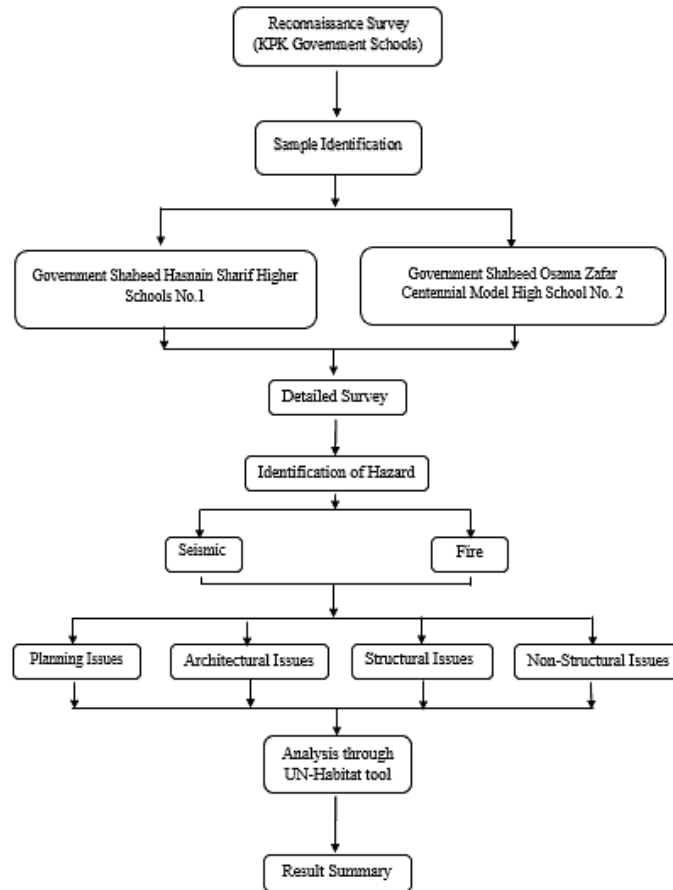 Reconnaissance Survey
(KPK Government Schools)
Sample Identification
Government Shaheed Hasnain Sharif Higher
Schools No.1
Government Shaheed Osama Zafar
Centennial Model High School No. 2
Detailed Survey
Identification of Hazard
Seismic
Fire
Planning Issues
Architectural Issues
Structural Issues
Non-Structural Issues
Analysis through
UN-Habitat tool
Result Summary